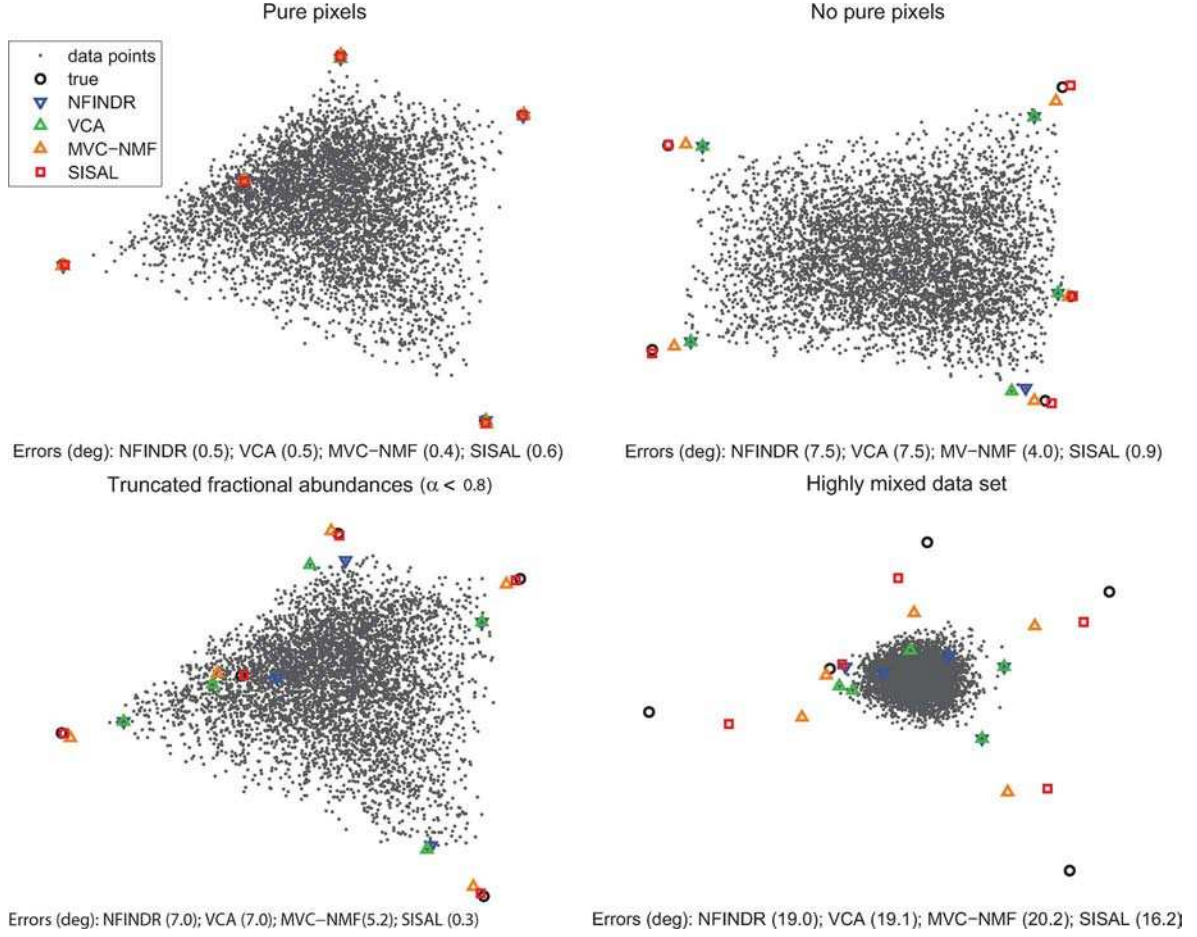 Pure pixels
data points
true
NFINDR
VCA
MVC−NMF
SISAL
Errors (deg): NFINDR (0.5); VCA (0.5); MVC−NMF (0.4); SISAL (0.6)
No pure pixels
Errors (deg): NFINDR (7.5); VCA (7.5); MV−NMF (4.0); SISAL (0.9)
Truncated fractional abundances (α < 0.8)
Errors (deg): NFINDR (7.0); VCA (7.0); MVC−NMF(5.2); SISAL (0.3)
Highly mixed data set
Errors (deg): NFINDR (19.0); VCA (19.1); MVC−NMF (20.2); SISAL (16.2)